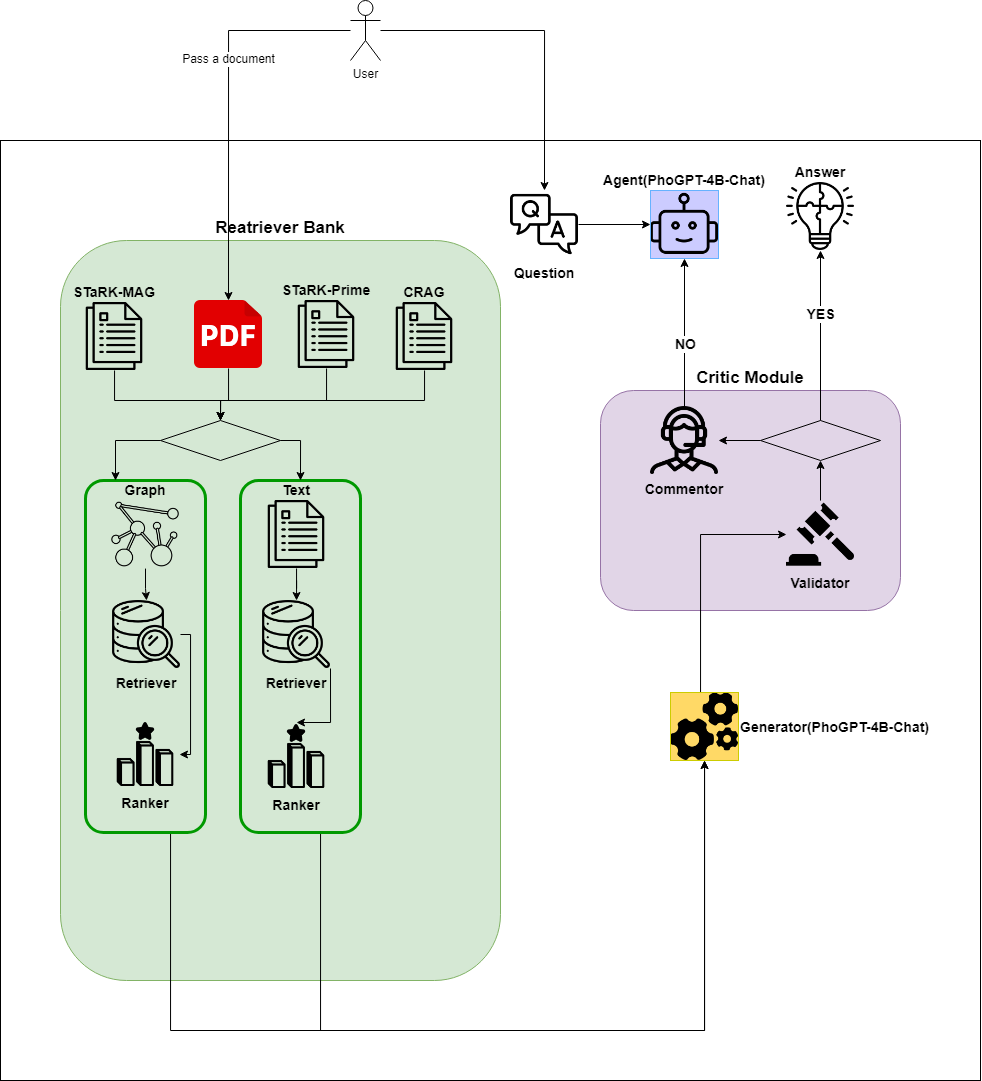 Pass a document
User
Agent(PhoGPT-4B-Chat)
Answer
Q
A
Question
Reatriever Bank
STaRK-MAG
STaRK-Prime
CRAG
PDF
YES
NO
Critic Module
Commentor
Validator
Graph
Text
Retriever
Retriever
Generator(PhoGPT-4B-Chat)
Ranker
Ranker